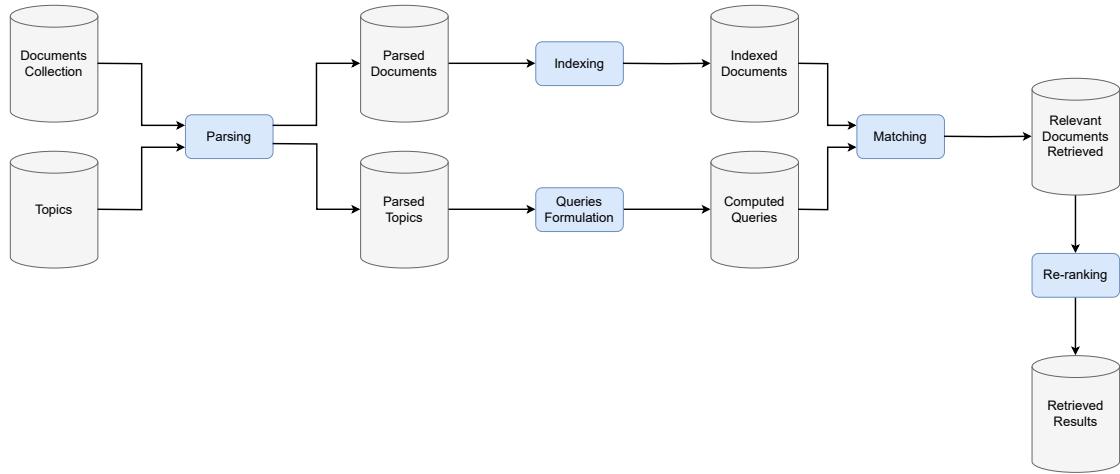 Documents
Collection
Parsed
Documents
Indexing
Indexed
Documents
Parsing
Matching
Relevant
Documents
Retrieved
Topics
Parsed
Topics
Queries
Formulation
Computed
Queries
Re-ranking
Retrieved
Results